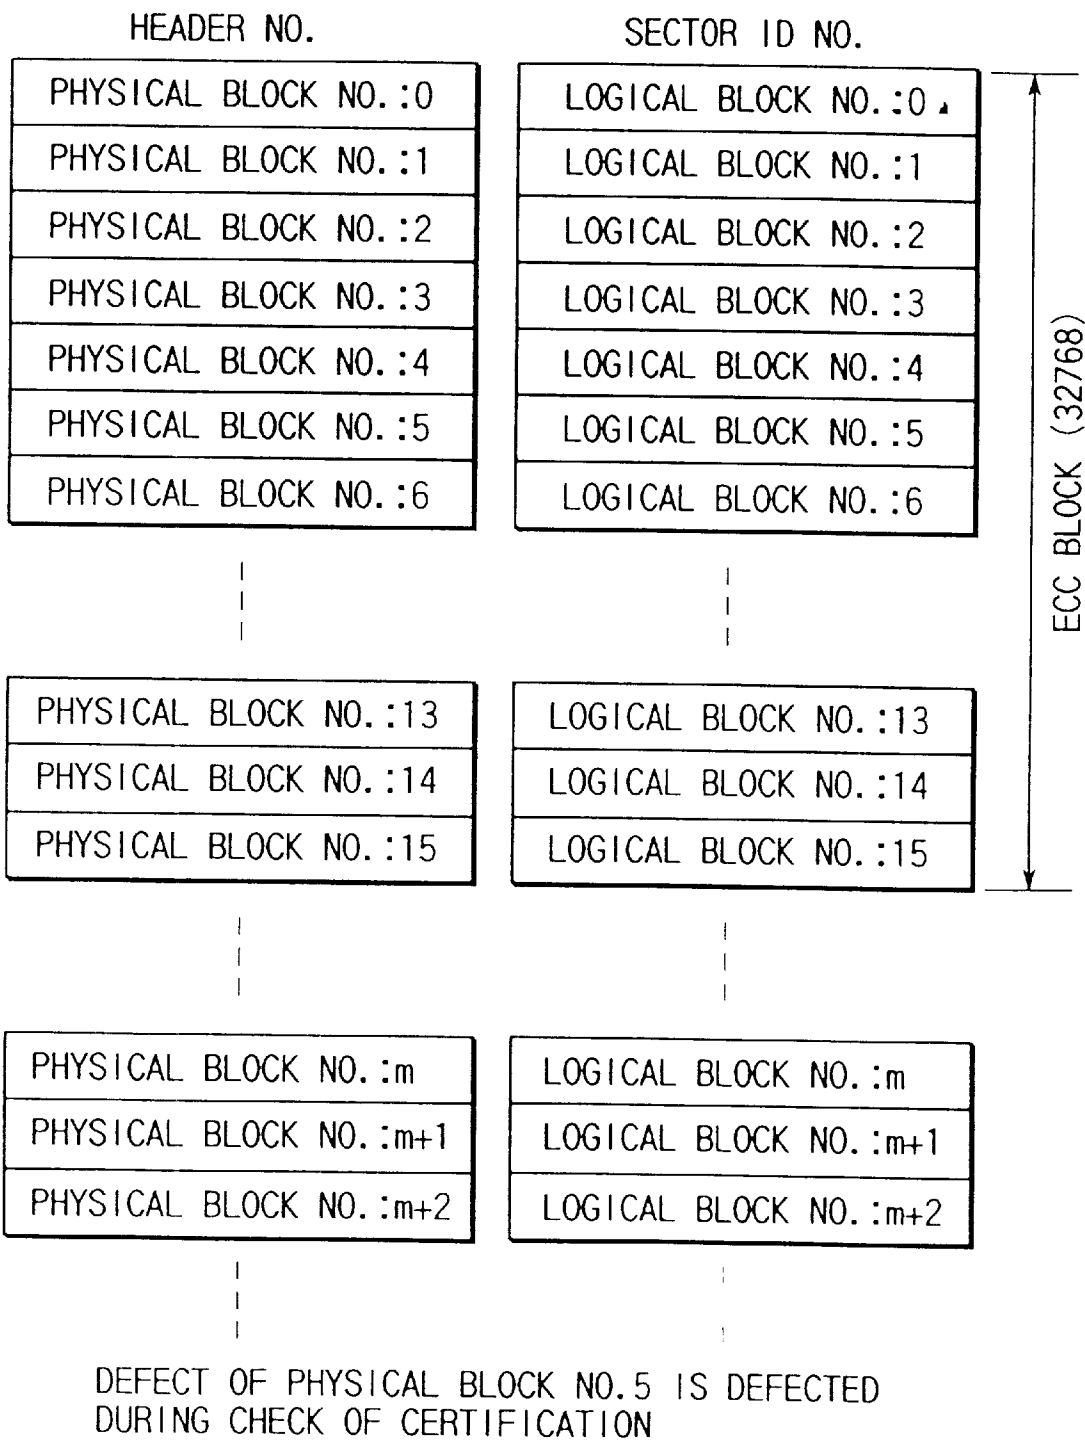 HEADER NO.
SECTOR ID NO.
PHYSICAL BLOCK NO.:0
PHYSICAL BLOCK NO.:1
PHYSICAL BLOCK NO.:2
PHYSICAL BLOCK NO.:3
PHYSICAL BLOCK NO.:4
PHYSICAL BLOCK NO.:5
PHYSICAL BLOCK NO.:6
LOGICAL BLOCK NO.:0
LOGICAL BLOCK NO.:1
LOGICAL BLOCK NO.:2
LOGICAL BLOCK NO.:3
LOGICAL BLOCK NO.:4
LOGICAL BLOCK NO.:5
LOGICAL BLOCK NO.:6
ECC BLOCK (32768)
PHYSICAL BLOCK NO.:13
PHYSICAL BLOCK NO.:14
PHYSICAL BLOCK NO.:15
LOGICAL BLOCK NO.:13
LOGICAL BLOCK NO.:14
LOGICAL BLOCK NO.:15
PHYSICAL BLOCK NO.:m
PHYSICAL BLOCK NO.:m+1
PHYSICAL BLOCK NO.:m+2
LOGICAL BLOCK NO.:m
LOGICAL BLOCK NO.:m+1
LOGICAL BLOCK NO.:m+2
DEFECT OF PHYSICAL BLOCK NO.5 IS DEFECTED
DURING CHECK OF CERTIFICATION